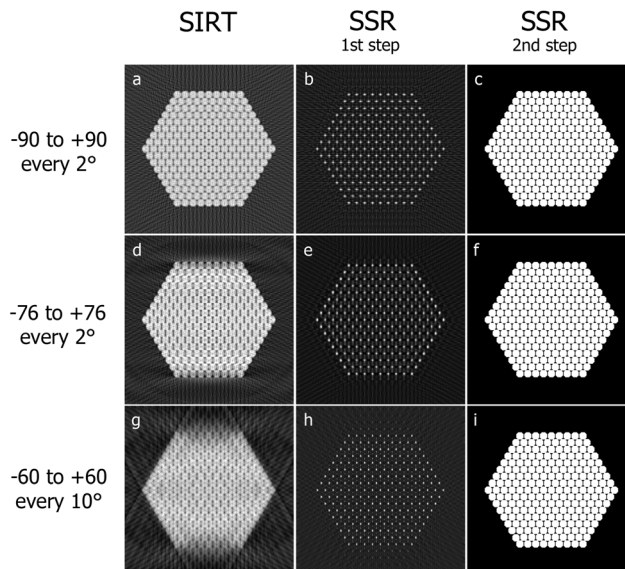 SIRT
SSR
1st step
SSR
2nd step
-90 to +90
every 2°
a
b
c
-76 to +76
every 2°
d
e
f
-60 to +60
every 10°
g
h
i